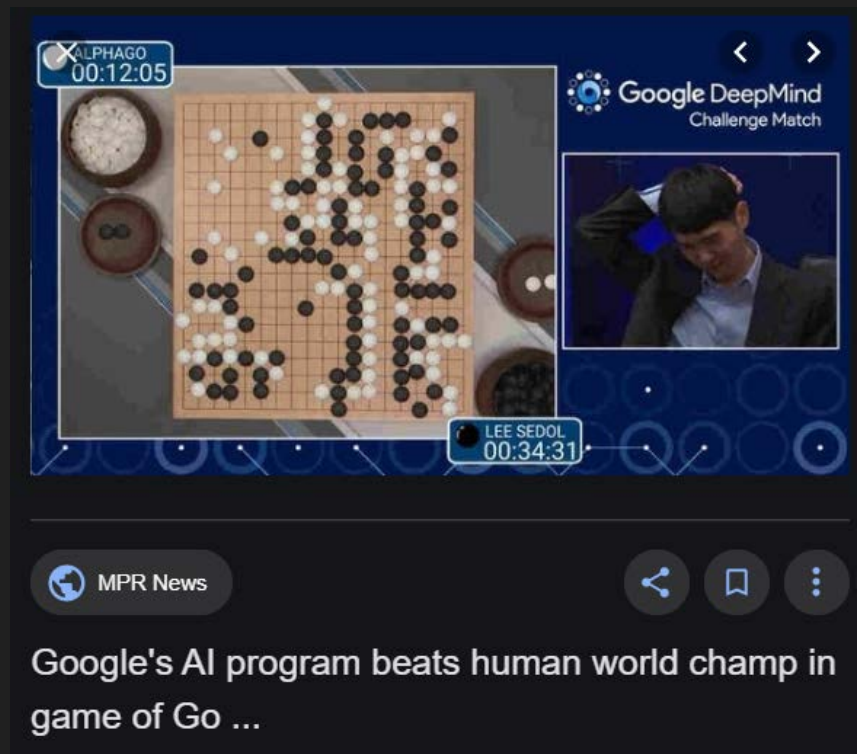 ALPHAGO
00:12:05
Google DeepMind
Challenge Match
LEE SEDOL
00:34:31
MPR News
Google's AI program beats human world champ in
game of Go ...